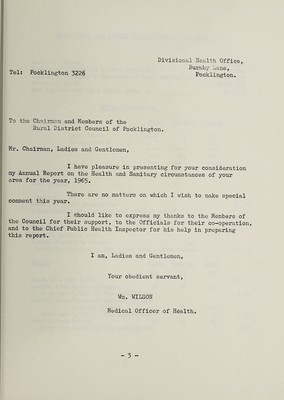 Divisional Health Office,
Burnby Lane,
Tel: Pocklington 3226 Pocklington.
To the Chairman and Members of the
Rural District Council of Pocklington.
Mr. Chairman, Ladies and Gentlemen,
I have pleasure in presenting for your consideration
my Annual Report on the Health and Sanitary circumstances of your
area for the year, 1965.
There are no matters on which I wish to make special
comment this year.
I should like to express my thanks to the Members of
the Council for their support, to the Officials for their co-operation,
and to the Chief Public Health Inspector for his help in preparing
this report.
I am, Ladies and Gentlemen,
Your obedient servant,
Wm. WILSON
Medical Officer of Health.
- 3 -